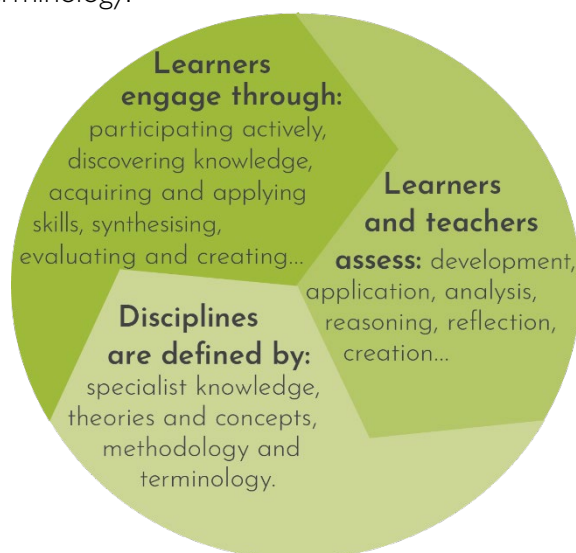 Learners
engage through:
participating actively,
discovering knowledge,
acquiring and applying
skills, synthesising,
evaluating and creating...
Learners
and teachers
assess: development,
application, analysis,
reasoning, reflection,
creation...
Disciplines
are defined by:
specialist knowledge,
theories and concepts,
methodology and
terminology.